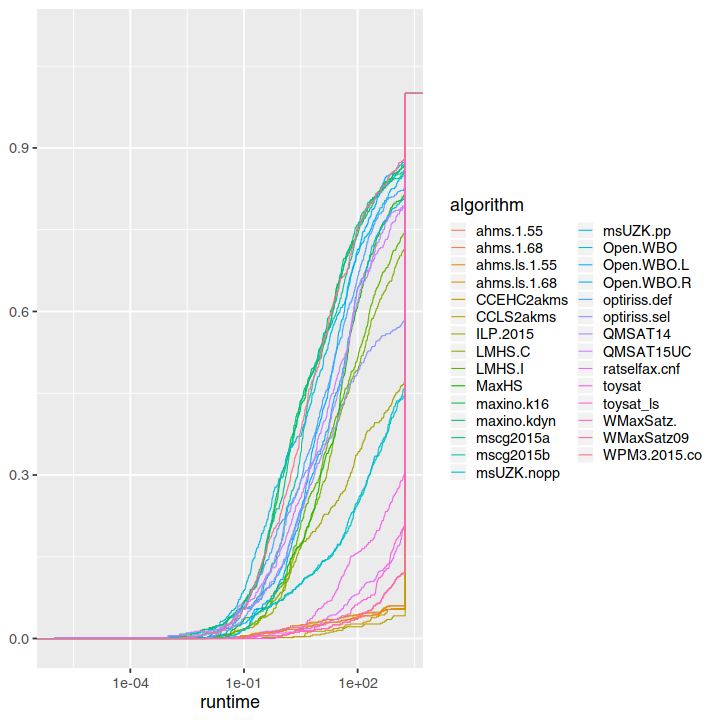 0.9
0.6
0.3
0.0
1e-04
1e-01
1e+02
runtime
algorithm
ahms.1.55
ahms.1.68
ahms.ls.1.55
ahms.ls.1.68
CCEHC2akms
CCLS2akms
ILP.2015
LMHS.C
LMHS.I
MaxHS
maxino.k16
maxino.kdyn
mscg2015a
mscg2015b
msUZK.nopp
msUZK.pp
Open.WBO
Open.WBO.L
Open.WBO.R
optiriss.def
optiriss.sel
QMSAT14
QMSAT15UC
ratselfax.cnf
toysat
toysat_ls
WMaxSatz.
WMaxSatz09
WPM3.2015.co